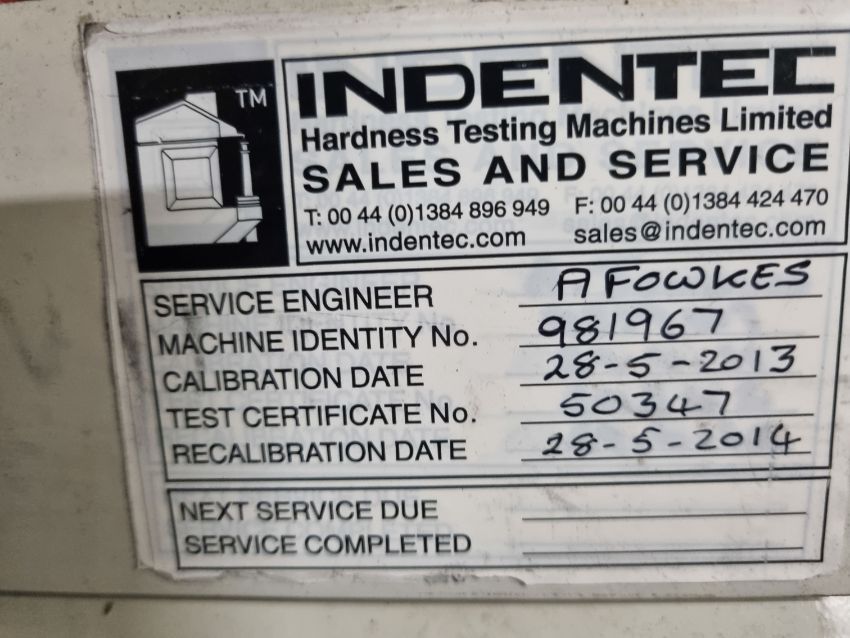 TM
INDENTEC
Hardness Testing Machines Limited
SALES AND SERVICE
T: 00 44 (0)1384 896 949 F: 00 44 (0)1384 424 470
www.indentec.com sales@indentec.com
SERVICE ENGINEER A FOWKES
MACHINE IDENTITY No. 981967
CALIBRATION DATE 28-5-2013
TEST CERTIFICATE No. 50347
RECALIBRATION DATE 28-5-2014
NEXT SERVICE DUE
SERVICE COMPLETED